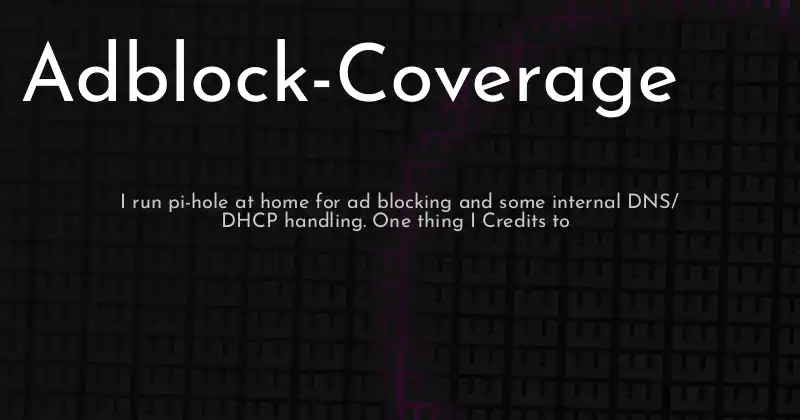 Adblock-Coverage
I run pi-hole at home for ad blocking and some internal DNS/
DHCP handling. One thing I Credits to